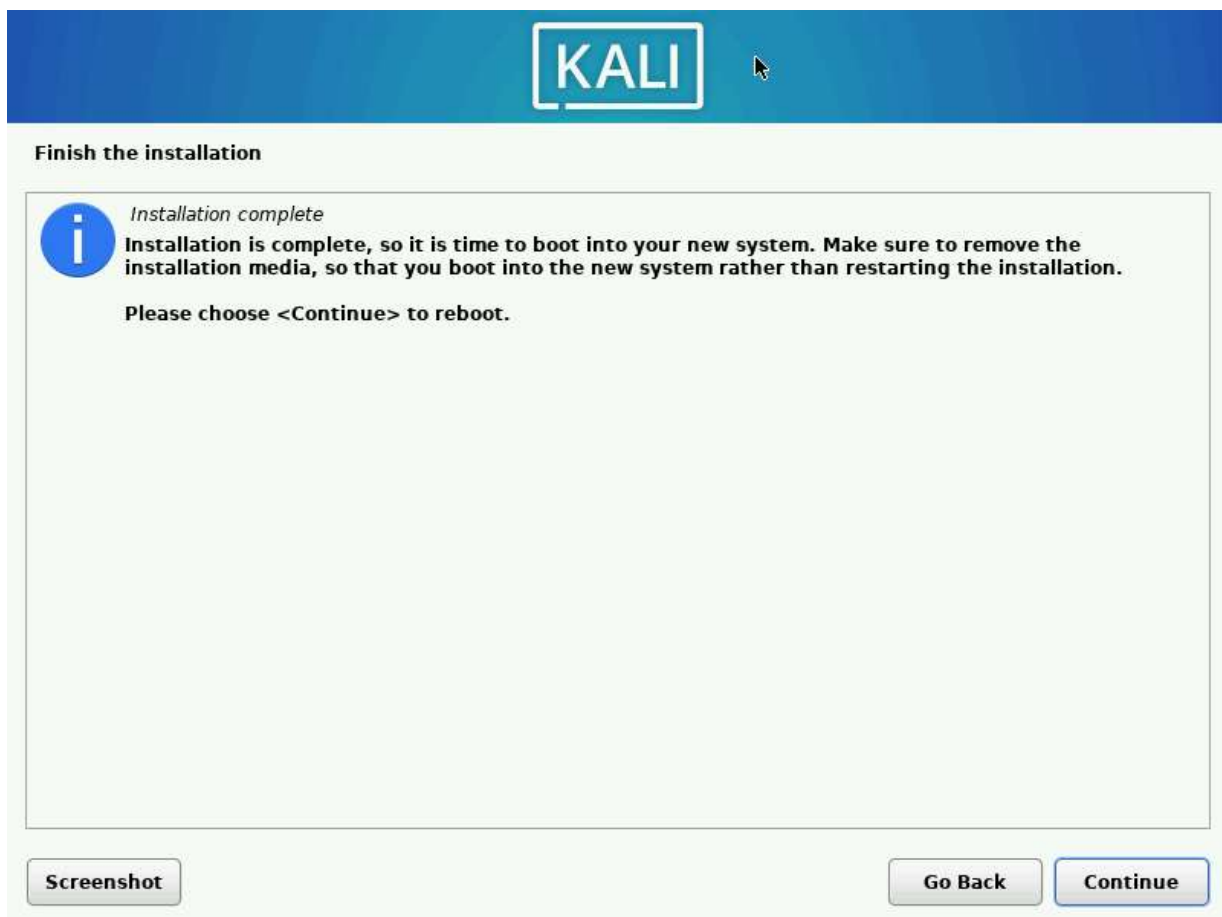 KALI
Finish the installation
Installation complete
Installation is complete, so it is time to boot into your new system. Make sure to remove the
installation media, so that you boot into the new system rather than restarting the installation.
Please choose <Continue> to reboot.
Screenshot
Go Back
Continue